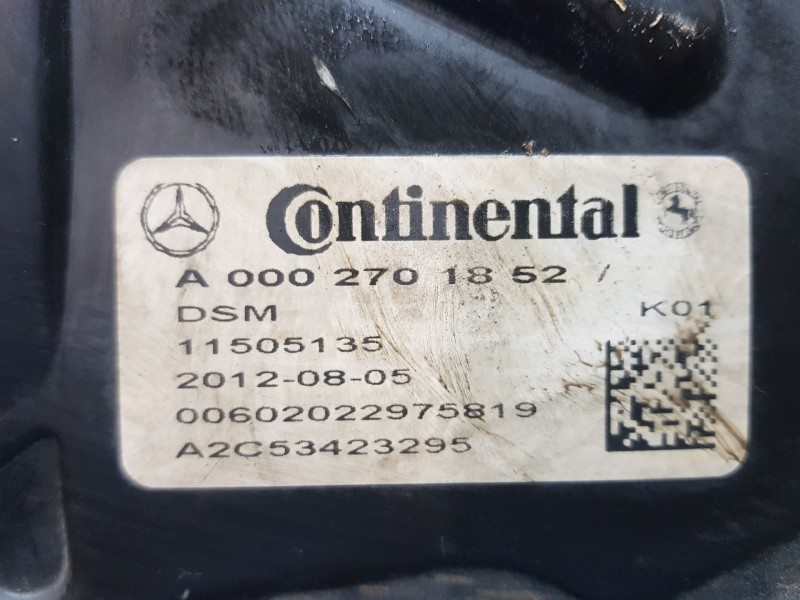 Continental
A 000 270 18 52 /
DSM K01
11505135
2012-08-05
00602022975819
A2C53423295